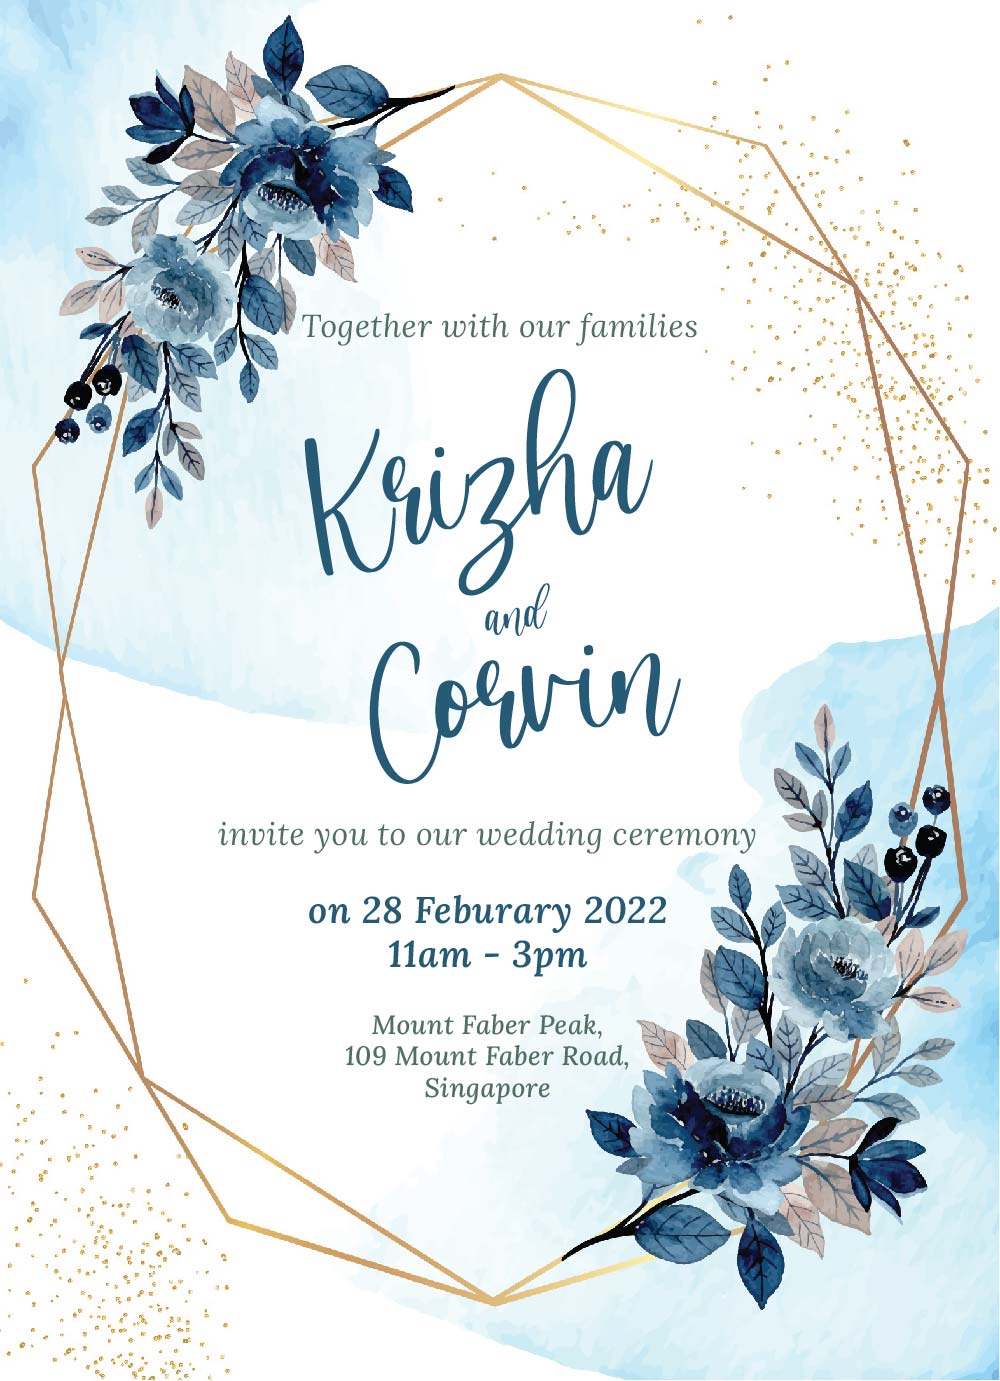 Together with our families
Krizha
and
Corvin
invite you to our wedding ceremony
on 28 Feburary 2022
11am - 3pm
Mount Faber Peak,
109 Mount Faber Road,
Singapore